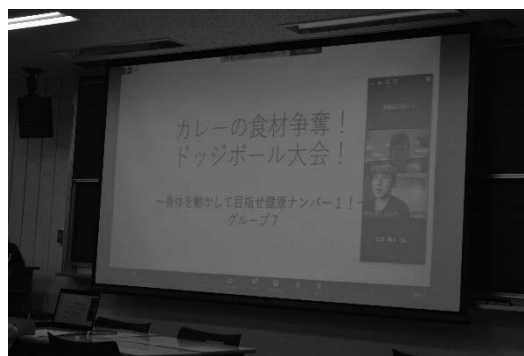 カレーの食材争奪！
ドッジボール大会！
～身体を動かして目指せ健康ナンバー１！～
グループ7